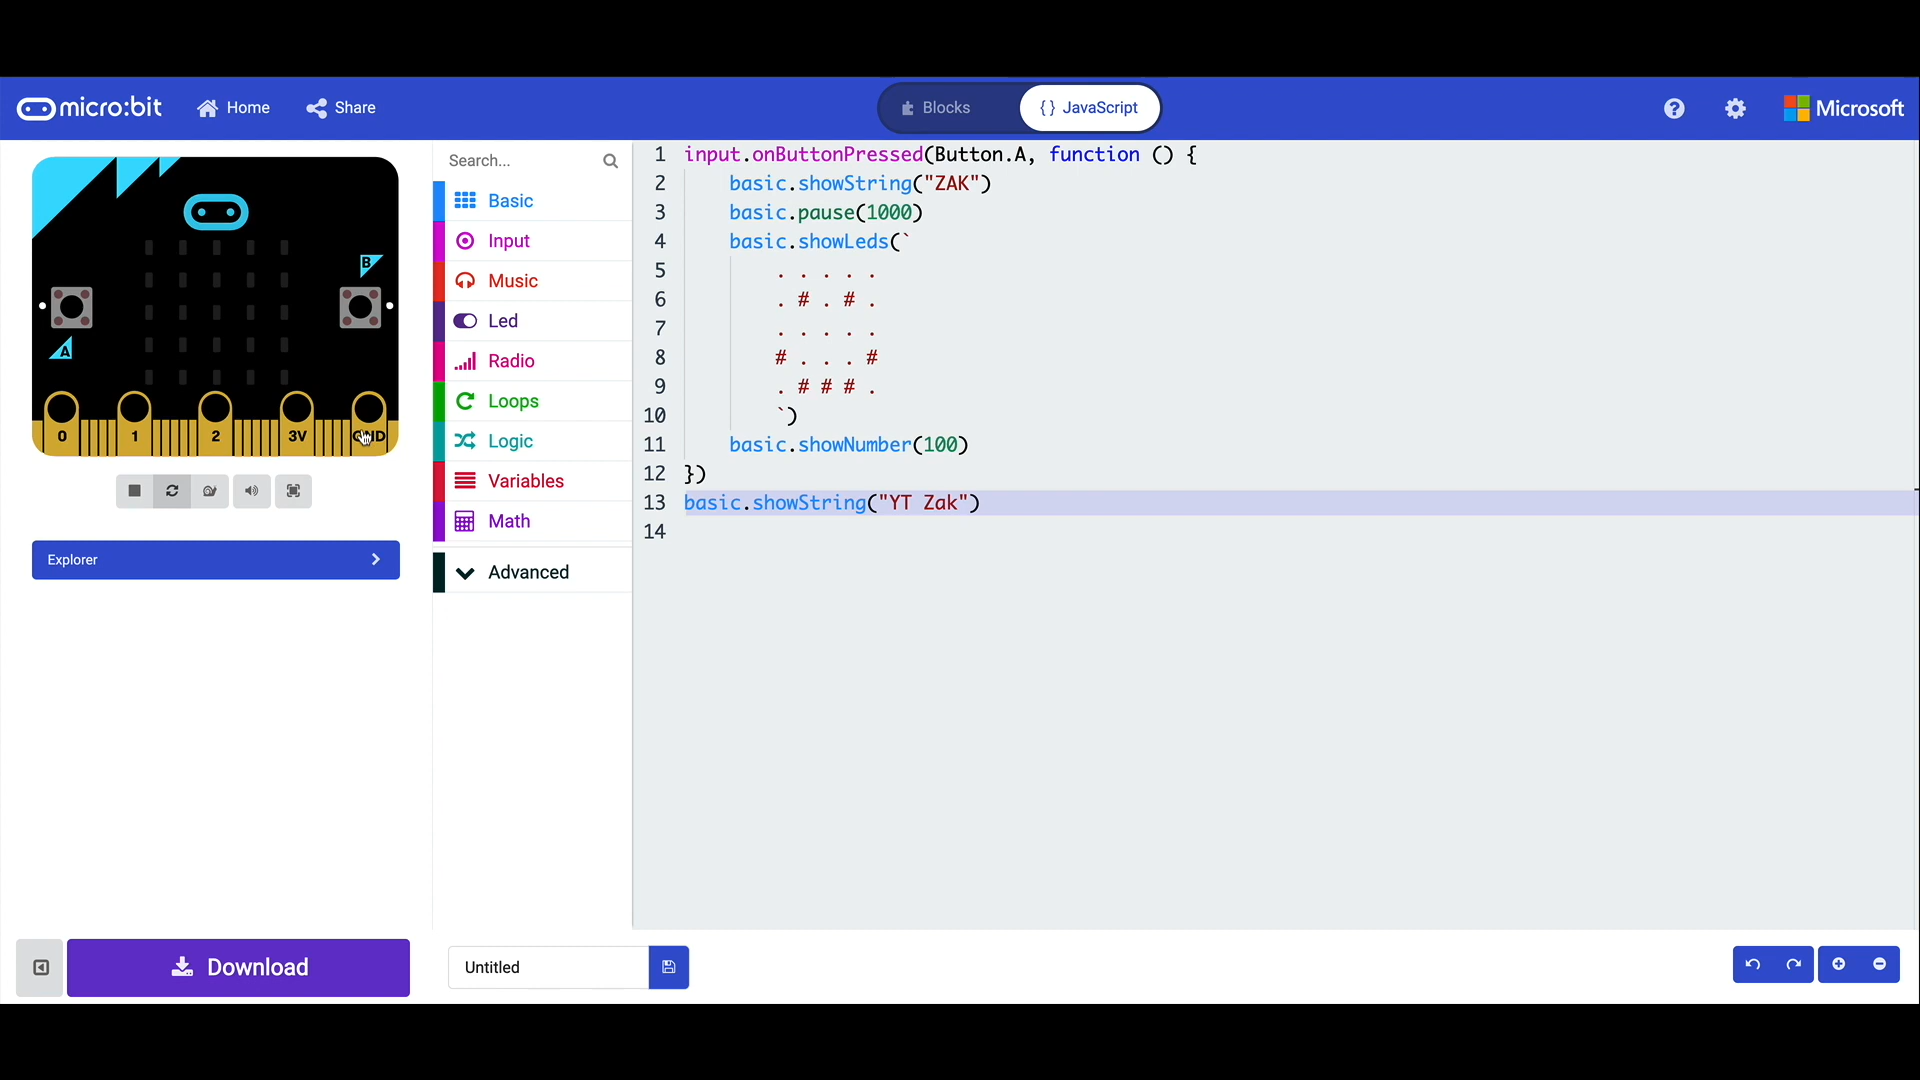 micro:bit Home Share Blocks {} JavaScript ? Microsoft
Search...
Basic
Input
Music
Led
Radio
Loops
Logic
Variables
Math
Advanced
B
A
0 1 2 3V GND
Explorer
1 input.onButtonPressed(Button.A, function () {
2 basic.showString("ZAK")
3 basic.pause(1000)
4 basic.showLeds(`
5 . . . . .
6 . # . # .
7 . . . . .
8 # . . . #
9 . # # # .
10 `)
11 basic.showNumber(100)
12 })
13 basic.showString("YT Zak")
14
Download
Untitled